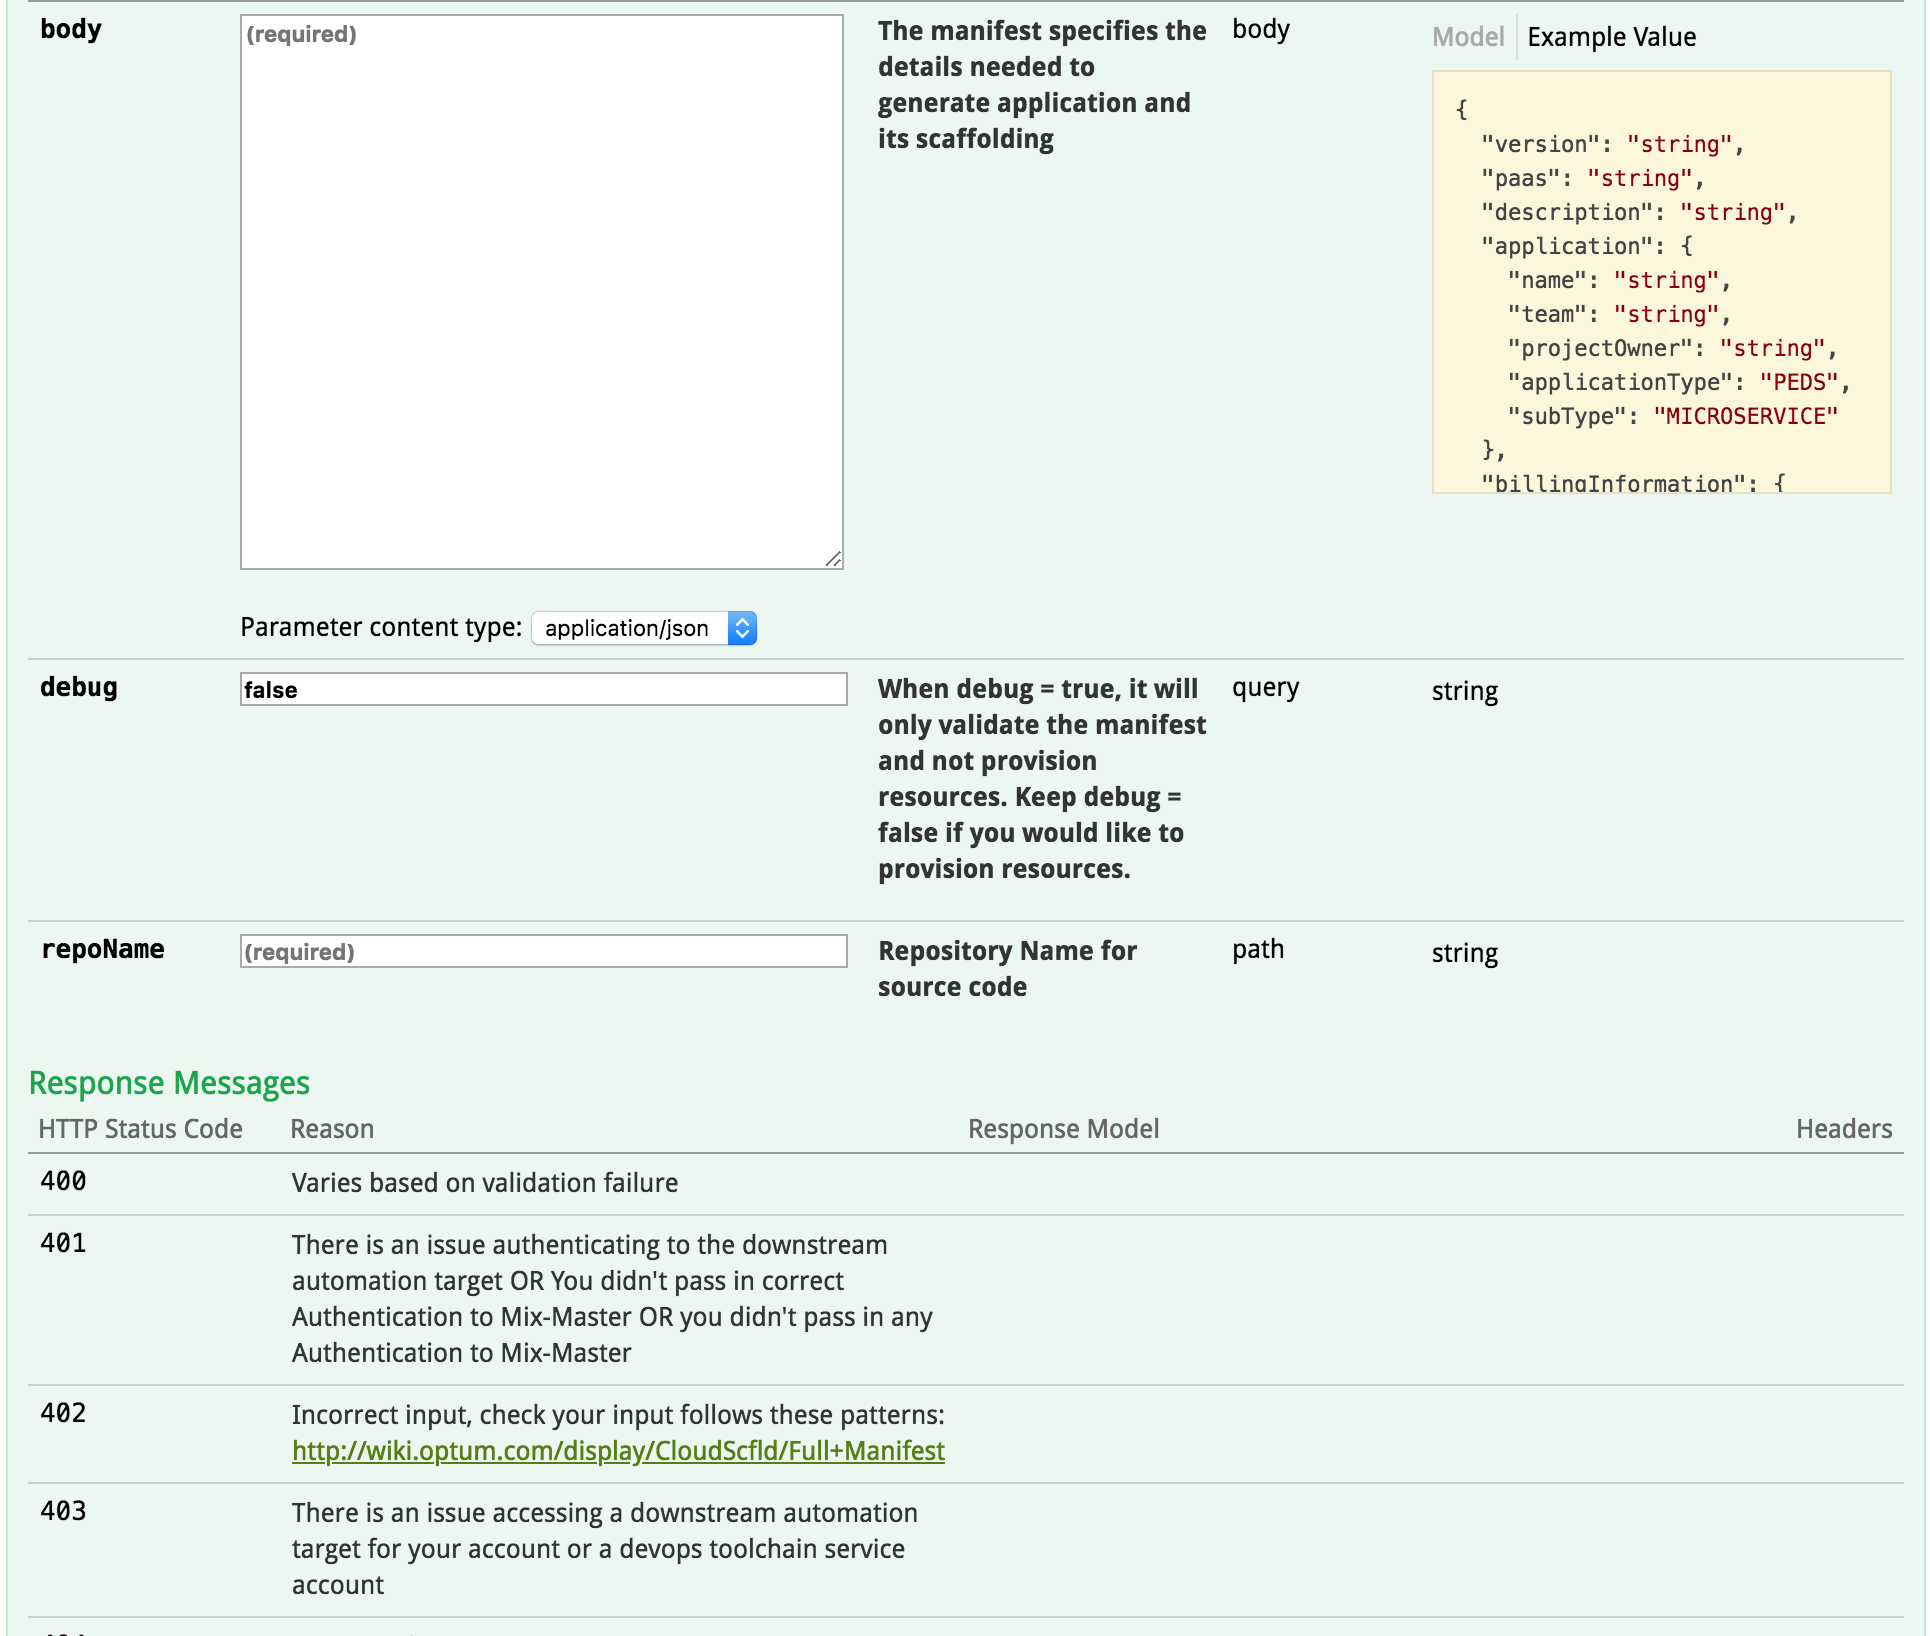 body
(required)
The manifest specifies the
details needed to
generate application and
its scaffolding
body
Model
Example Value
{
"version": "string",
"paas": "string",
"description": "string",
"application": {
"name": "string",
"team": "string",
"projectOwner": "string",
"applicationType": "PEDS",
"subType": "MICROSERVICE"
},
"billingInformation": {
Parameter content type: application/json
debug
false
When debug = true, it will
only validate the manifest
and not provision
resources. Keep debug =
false if you would like to
provision resources.
query
string
repoName
(required)
Repository Name for
source code
path
string
Response Messages
HTTP Status Code Reason Response Model Headers
400 Varies based on validation failure
401 There is an issue authenticating to the downstream
automation target OR You didn't pass in correct
Authentication to Mix-Master OR you didn't pass in any
Authentication to Mix-Master
402 Incorrect input, check your input follows these patterns:
http://wiki.optum.com/display/CloudScfld/Full+Manifest
403 There is an issue accessing a downstream automation
target for your account or a devops toolchain service
account